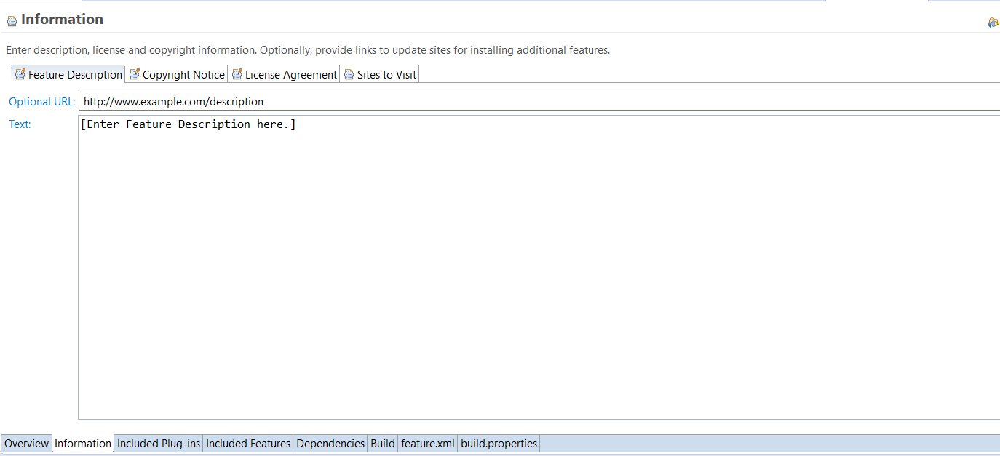 Information
Enter description, license and copyright information. Optionally, provide links to update sites for installing additional features.
Feature Description Copyright Notice License Agreement Sites to Visit
Optional URL: http://www.example.com/description
Text: [Enter Feature Description here.]
Overview Information Included Plug-ins Included Features Dependencies Build feature.xml build.properties